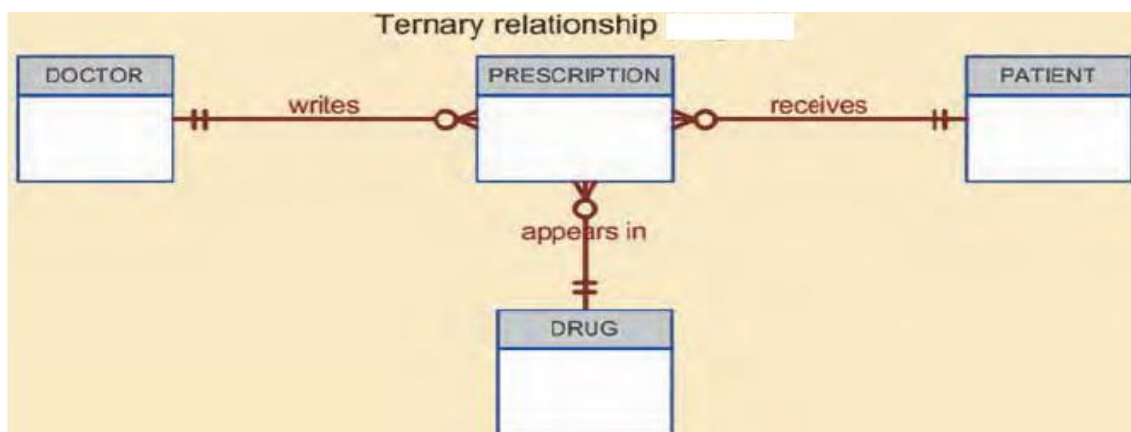 Ternary relationship
DOCTOR
PRESCRIPTION
PATIENT
writes
receives
appears in
DRUG